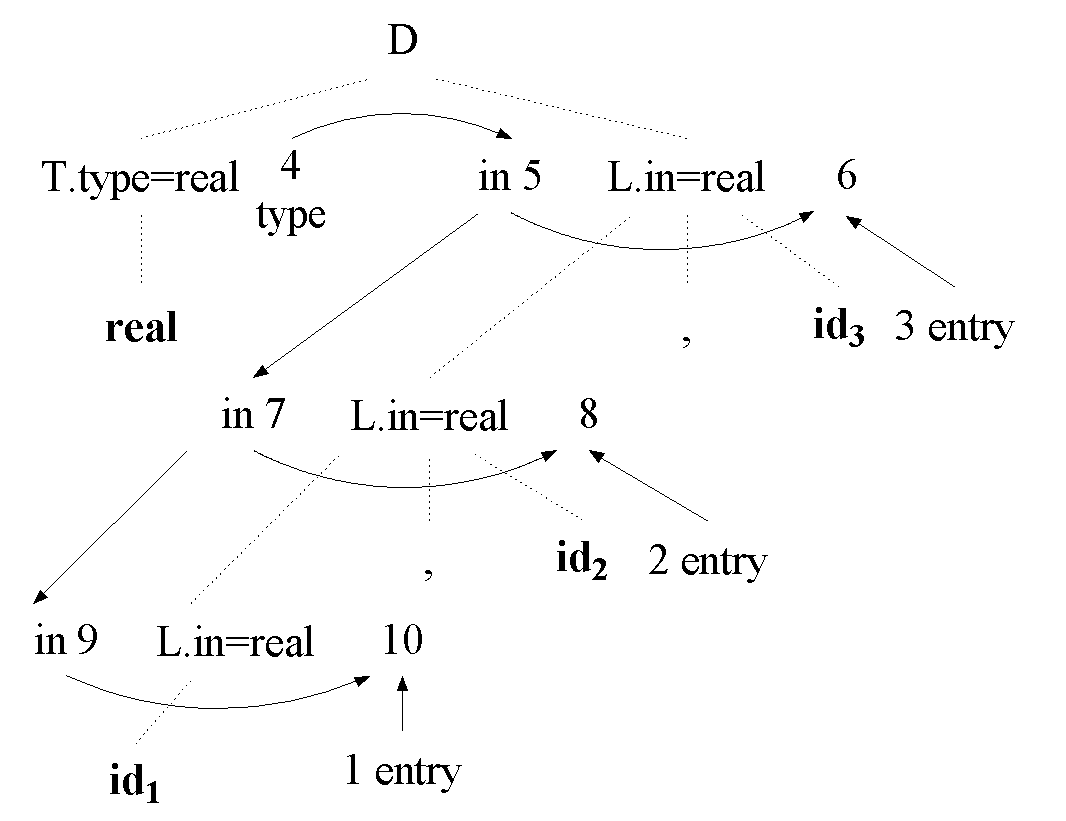 D
T.type=real 4 in 5 L.in=real 6
type
real , id3 3 entry
in 7 L.in=real 8
, id2 2 entry
in 9 L.in=real 10
id1 1 entry